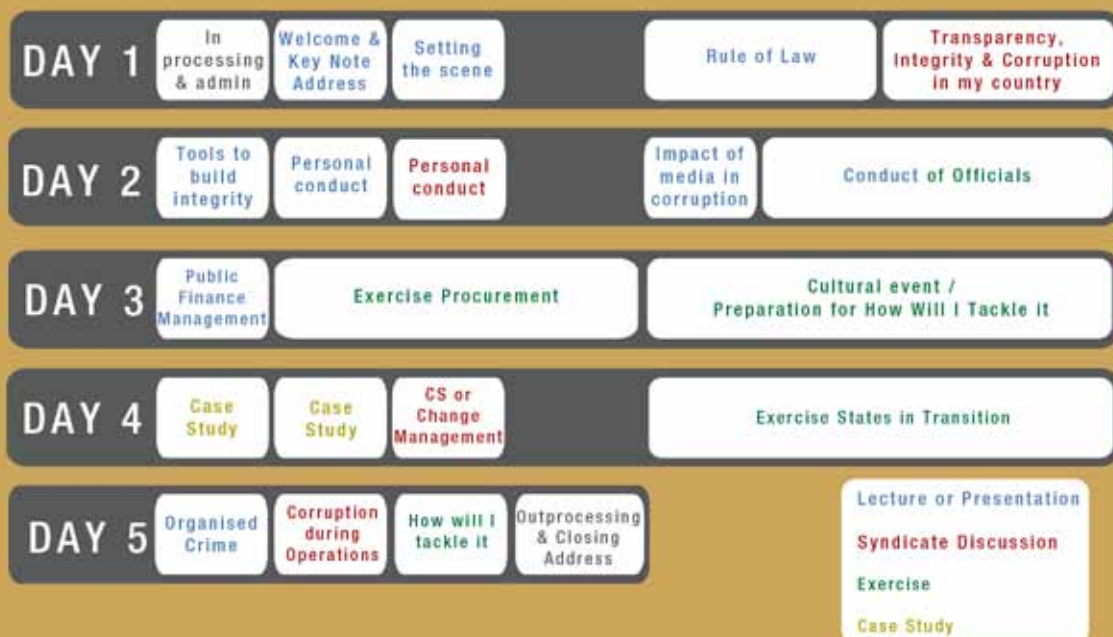 DAY 1
In
processing
& admin
Welcome &
Key Note
Address
Setting
the scene
Rule of Law
Transparency,
Integrity & Corruption
in my country
DAY 2
Tools to
build
integrity
Personal
conduct
Personal
conduct
Impact of
media in
corruption
Conduct of Officials
DAY 3
Public
Finance
Management
Exercise Procurement
Cultural event /
Preparation for How Will I Tackle it
DAY 4
Case
Study
Case
Study
CS or
Change
Management
Exercise States in Transition
DAY 5
Organised
Crime
Corruption
during
Operations
How will I
tackle it
Outprocessing
& Closing
Address
Lecture or Presentation
Syndicate Discussion
Exercise
Case Study